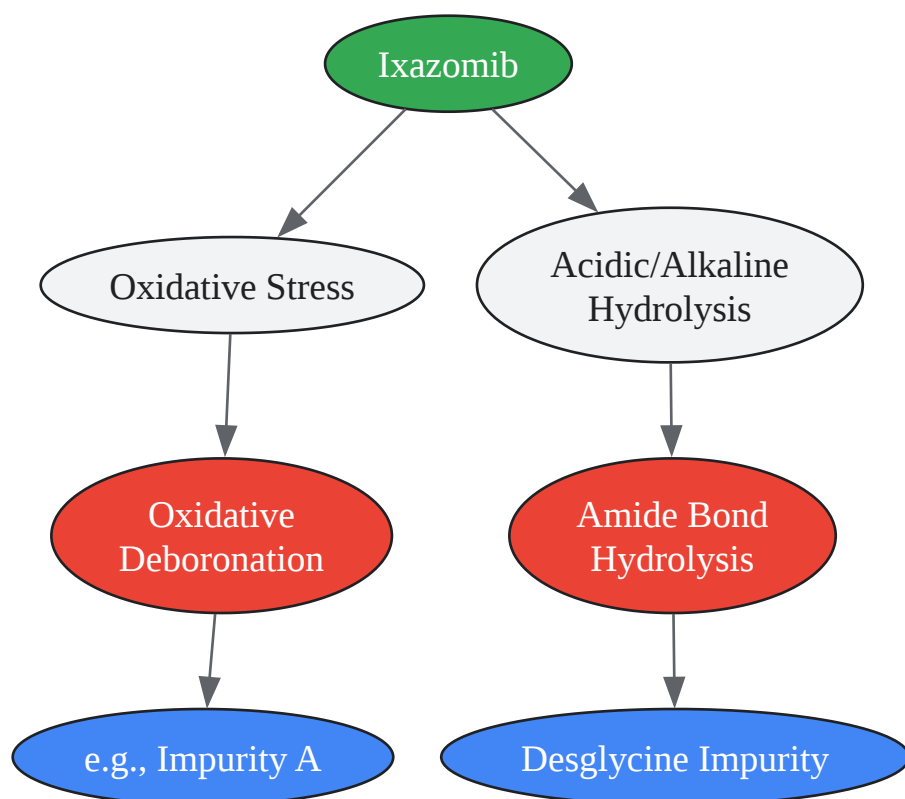 Ixazomib
Oxidative Stress
Acidic/Alkaline
Hydrolysis
Oxidative
Deboronation
Amide Bond
Hydrolysis
e.g., Impurity A
Desglycine Impurity